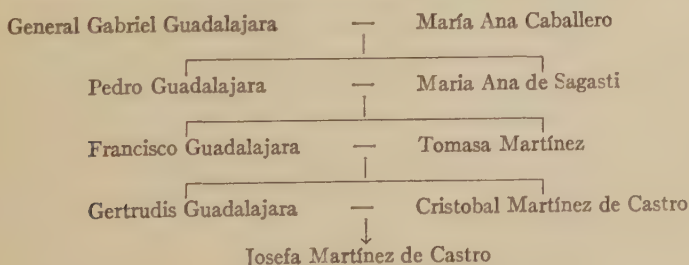 General Gabriel Guadalajara — María Ana Caballero
Pedro Guadalajara — Maria Ana de Sagasti
Francisco Guadalajara — Tomasa Martínez
Gertrudis Guadalajara — Cristobal Martínez de Castro
Josefa Martínez de Castro